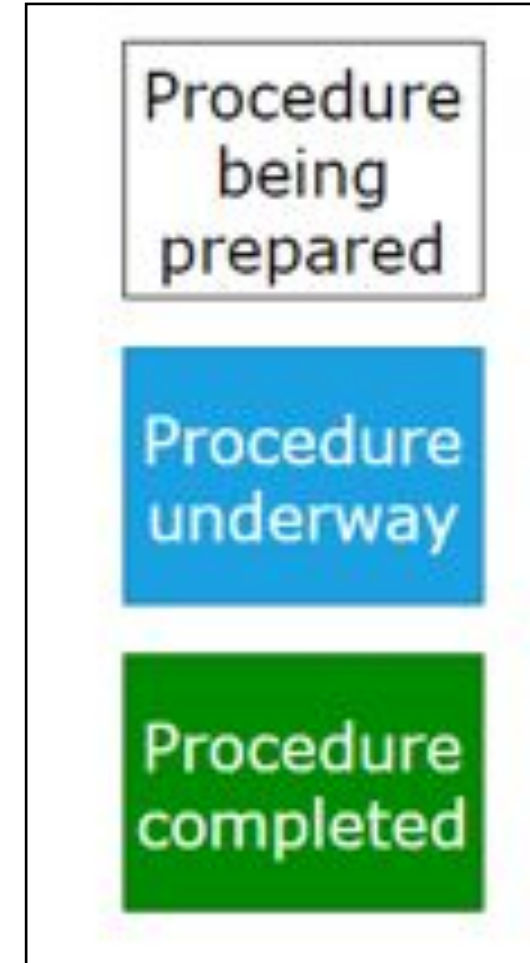 Procedure
being
prepared
Procedure
underway
Procedure
completed